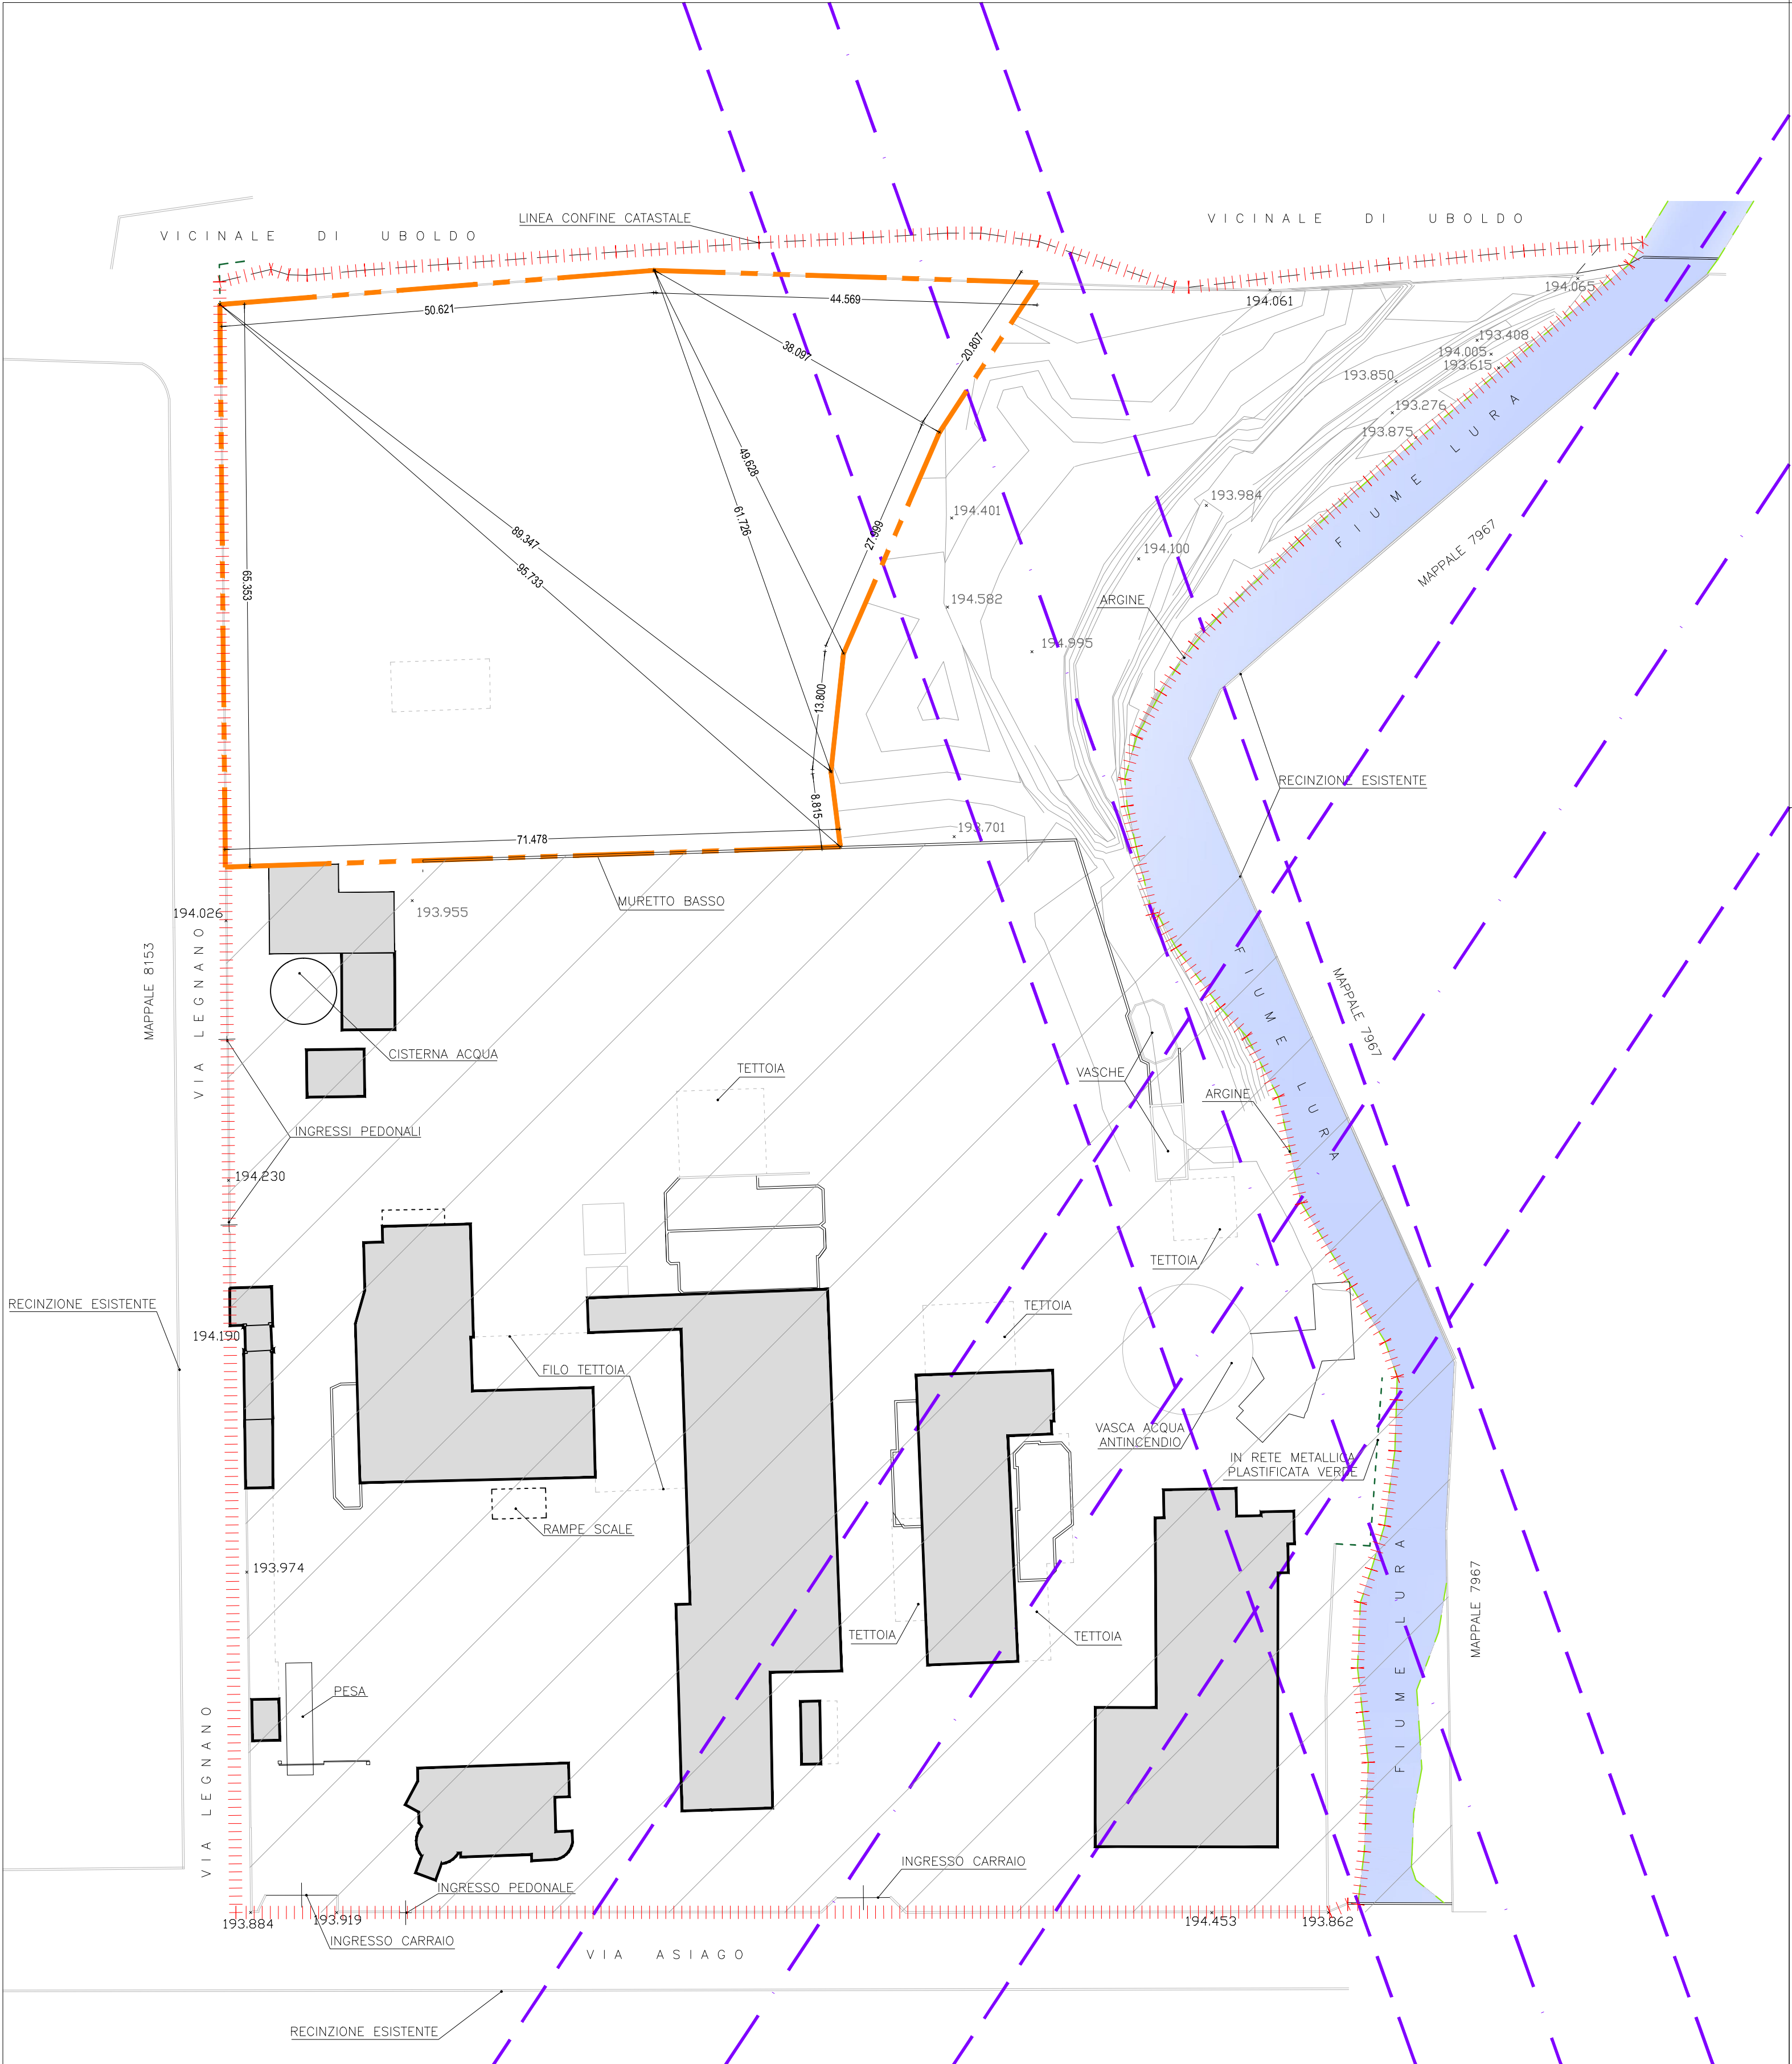 LINEA CONFINE CATASTALE
VICINALE DI UBOLDO
VICINALE DI UBOLDO
50.621
44.569
194.061
194.065
38.097
20.807
193.408
194.005
193.615
193.850
193.276
193.875
FIUME LURA
49.628
61.726
27.999
194.401
193.984
89.347
95.733
65.353
194.100
MAPPALE 7967
194.582
ARGINE
194.995
13.800
8.815
RECINZIONE ESISTENTE
71.478
193.701
MURETTO BASSO
193.955
194.026
MAPPALE 8153
VIA LEGNANO
FIUME LURA
MAPPALE 7967
CISTERNA ACQUA
TETTOIA
VASCHE
ARGINE
INGRESSI PEDONALI
194.230
TETTOIA
RECINZIONE ESISTENTE
194.190
TETTOIA
FILO TETTOIA
VASCA ACQUA
ANTINCENDIO
IN RETE METALLICA
PLASTIFICATA VERDE
RAMPE SCALE
193.974
FIUME LURA
MAPPALE 7967
TETTOIA
TETTOIA
PESA
VIA LEGNANO
INGRESSO CARRAIO
INGRESSO PEDONALE
193.884
193.919
194.453
193.862
INGRESSO CARRAIO
VIA ASIAGO
RECINZIONE ESISTENTE